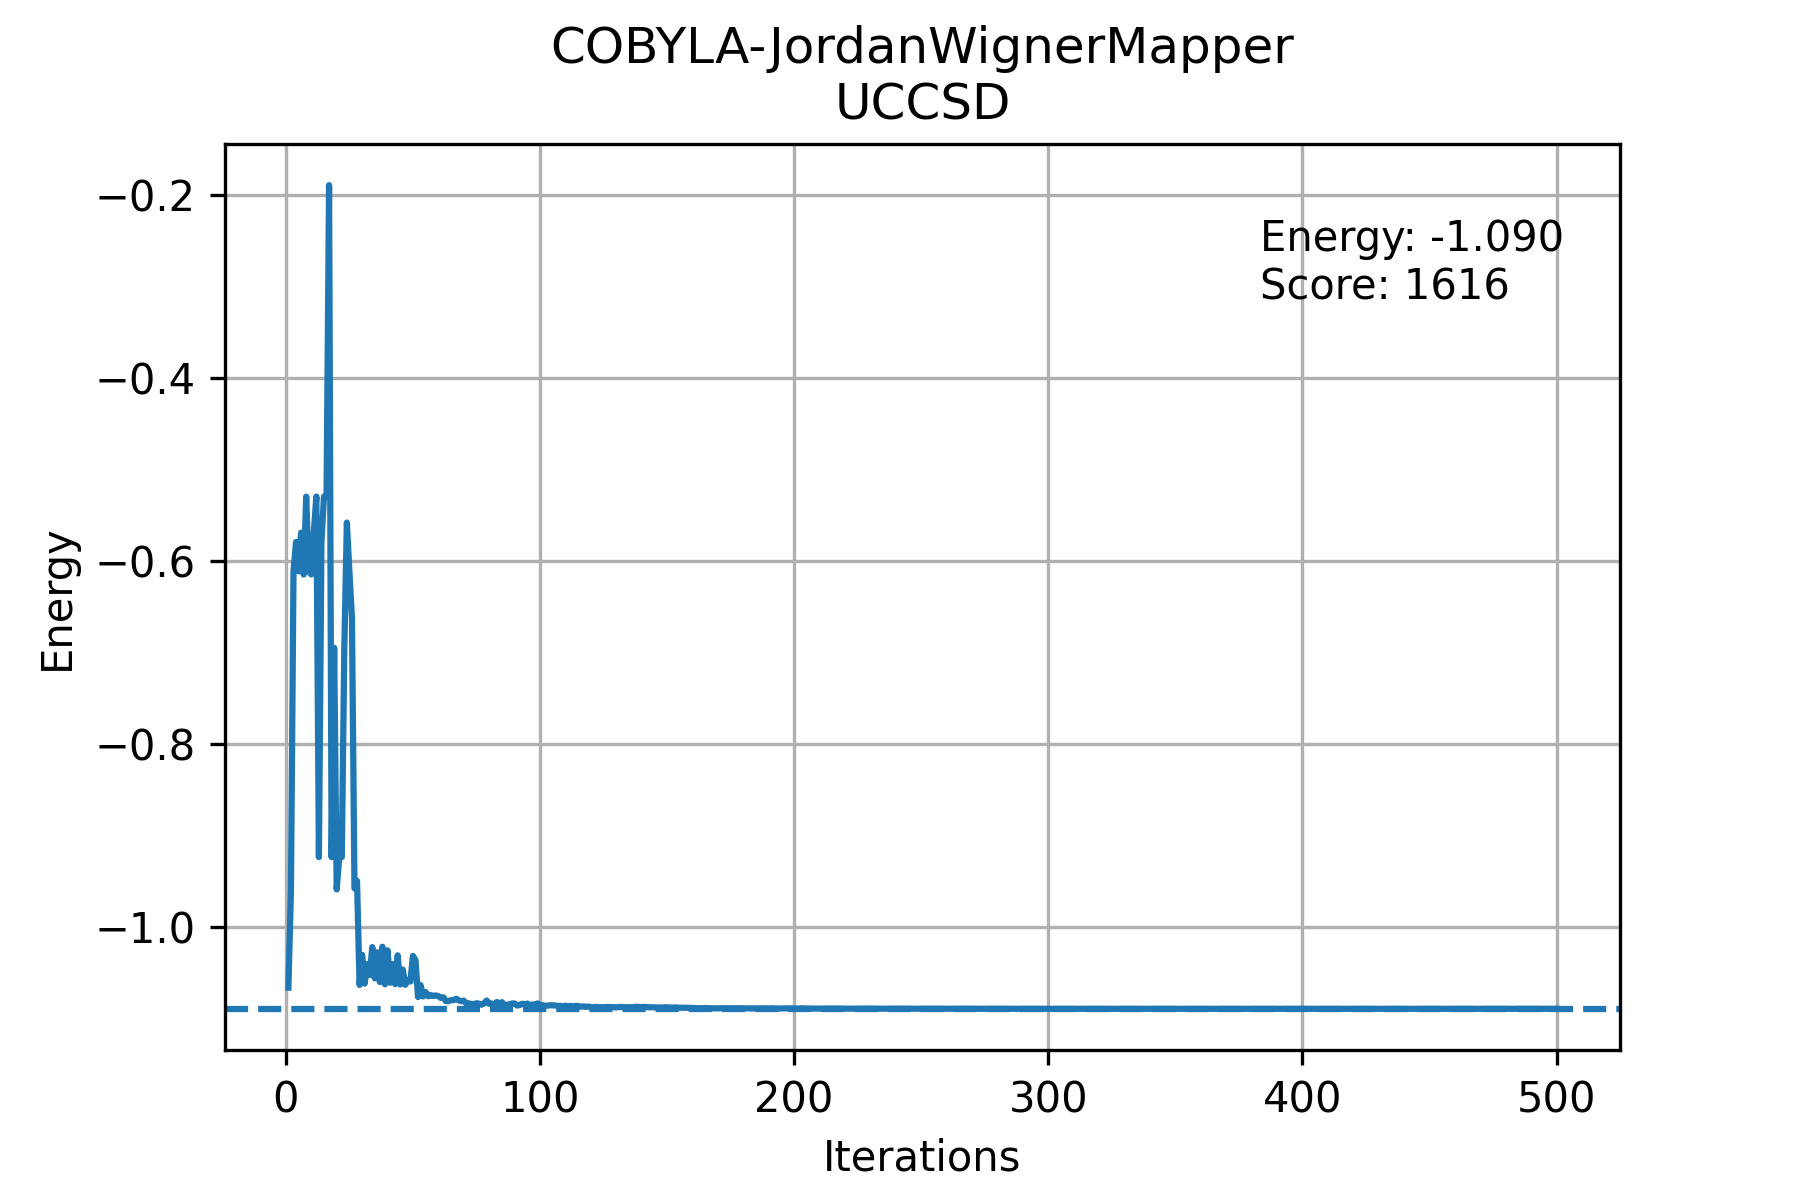 COBYLA-JordanWignerMapper
UCCSD
Energy: -1.090
Score: 1616
Energy
−0.2
−0.4
−0.6
−0.8
−1.0
0 100 200 300 400 500
Iterations